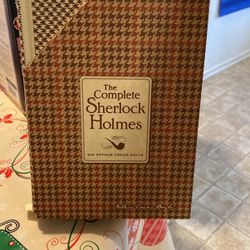 The
Complete
Sherlock
Holmes
SIR ARTHUR CONAN DOYLE